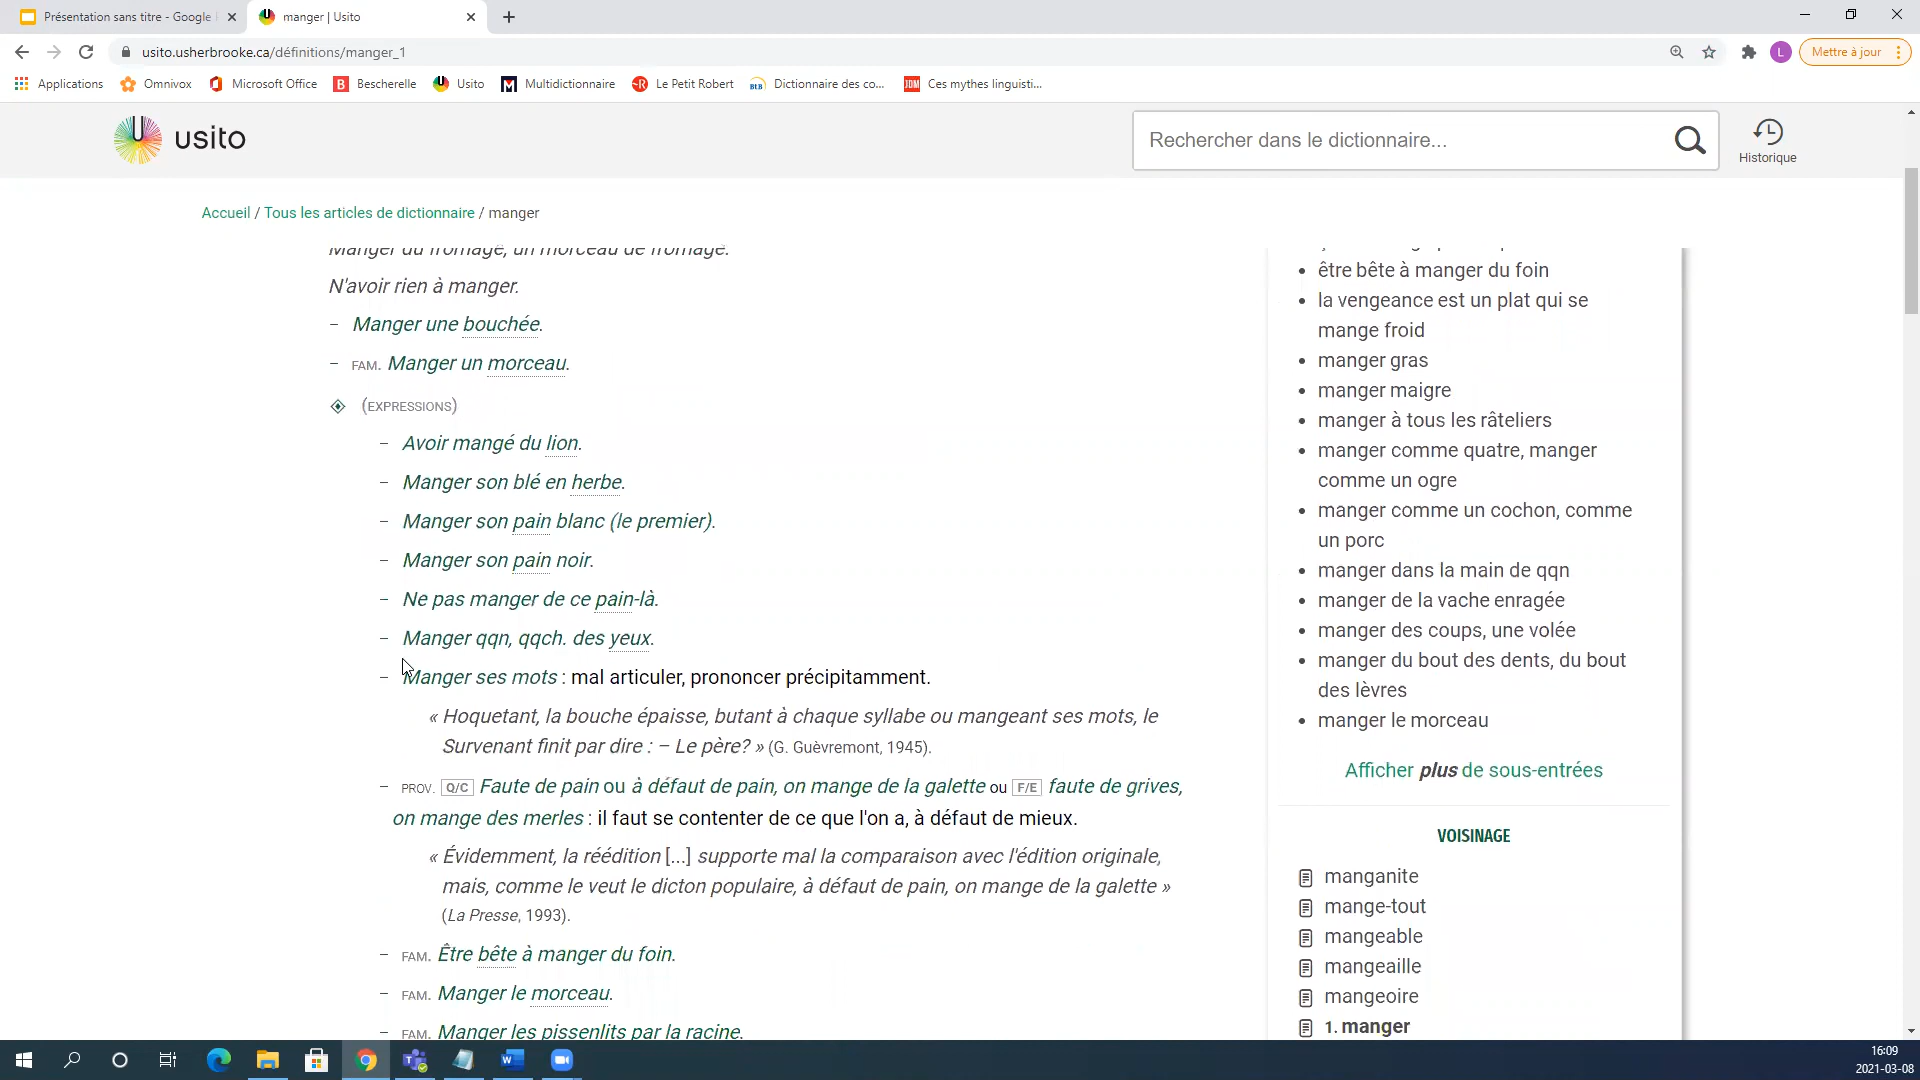 Présentation sans titre - Google
manger | Usito
usito.usherbrooke.ca/définitions/manger_1
L
Mettre à jour
Applications
Omnivox
Microsoft Office
B
Bescherelle
Usito
Multidictionnaire
Le Petit Robert
Dictionnaire des co...
JDM
Ces mythes linguisti...
usito
Rechercher dans le dictionnaire...
Historique
Accueil / Tous les articles de dictionnaire / manger
Manger du fromage, un morceau de fromage.
N'avoir rien à manger.
– Manger une bouchée.
– FAM. Manger un morceau.
(EXPRESSIONS)
– Avoir mangé du lion.
– Manger son blé en herbe.
– Manger son pain blanc (le premier).
– Manger son pain noir.
– Ne pas manger de ce pain-là.
– Manger qqn, qqch. des yeux.
– Manger ses mots : mal articuler, prononcer précipitamment.
« Hoquetant, la bouche épaisse, butant à chaque syllabe ou mangeant ses mots, le
Survenant finit par dire : – Le père? » (G. Guèvremont, 1945).
– PROV. Q/C Faute de pain ou à défaut de pain, on mange de la galette ou F/E faute de grives,
on mange des merles : il faut se contenter de ce que l'on a, à défaut de mieux.
« Évidemment, la réédition [...] supporte mal la comparaison avec l'édition originale,
mais, comme le veut le dicton populaire, à défaut de pain, on mange de la galette »
(La Presse, 1993).
– FAM. Être bête à manger du foin.
– FAM. Manger le morceau.
– FAM. Manger les pissenlits par la racine.
• être bête à manger du foin
• la vengeance est un plat qui se
mange froid
• manger gras
• manger maigre
• manger à tous les râteliers
• manger comme quatre, manger
comme un ogre
• manger comme un cochon, comme
un porc
• manger dans la main de qqn
• manger de la vache enragée
• manger des coups, une volée
• manger du bout des dents, du bout
des lèvres
• manger le morceau
Afficher plus de sous-entrées
VOISINAGE
manganite
mange-tout
mangeable
mangeaille
mangeoire
1. manger
16:09
2021-03-08